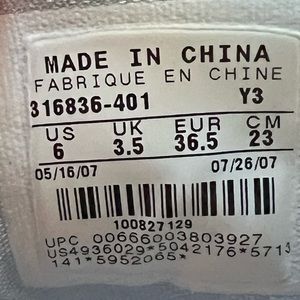 MADE IN CHINA
FABRIQUE EN CHINE
316836-401 Y3
US UK EUR CM
6 3.5 36.5 23
05/16/07 07/26/07
100827129
UPC 00666003803927
US4936029*5042176*5713
141*5952065*